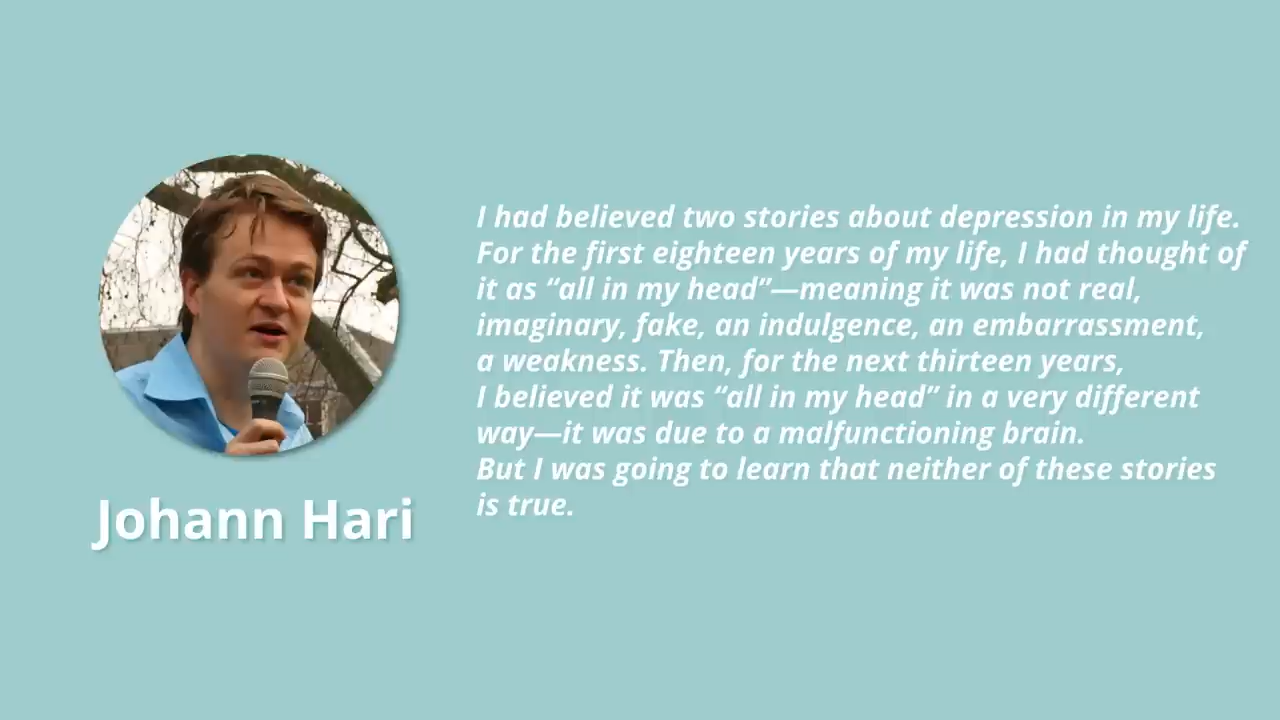 I had believed two stories about depression in my life.
For the first eighteen years of my life, I had thought of
it as “all in my head”—meaning it was not real,
imaginary, fake, an indulgence, an embarrassment,
a weakness. Then, for the next thirteen years,
I believed it was “all in my head” in a very different
way—it was due to a malfunctioning brain.
But I was going to learn that neither of these stories
is true.
Johann Hari